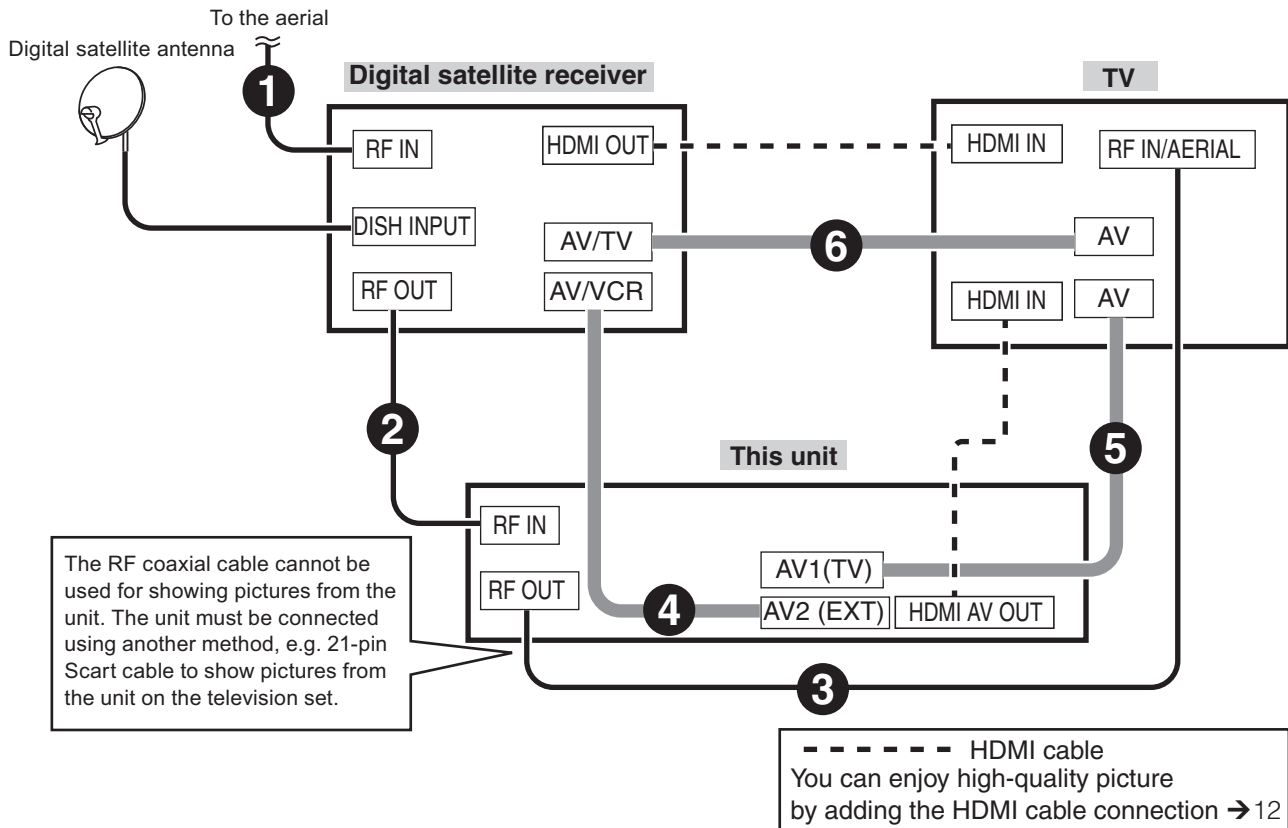 To the aerial
Digital satellite antenna
1
Digital satellite receiver
TV
RF IN
HDMI OUT
HDMI IN
RF IN/AERIAL
DISH INPUT
AV/TV
6
AV
RF OUT
AV/VCR
HDMI IN
AV
2
5
This unit
RF IN
The RF coaxial cable cannot be
used for showing pictures from the
unit. The unit must be connected
using another method, e.g. 21-pin
Scart cable to show pictures from
the unit on the television set.
AV1(TV)
RF OUT
4
AV2 (EXT)
HDMI AV OUT
3
HDMI cable
You can enjoy high-quality picture
by adding the HDMI cable connection ➔12